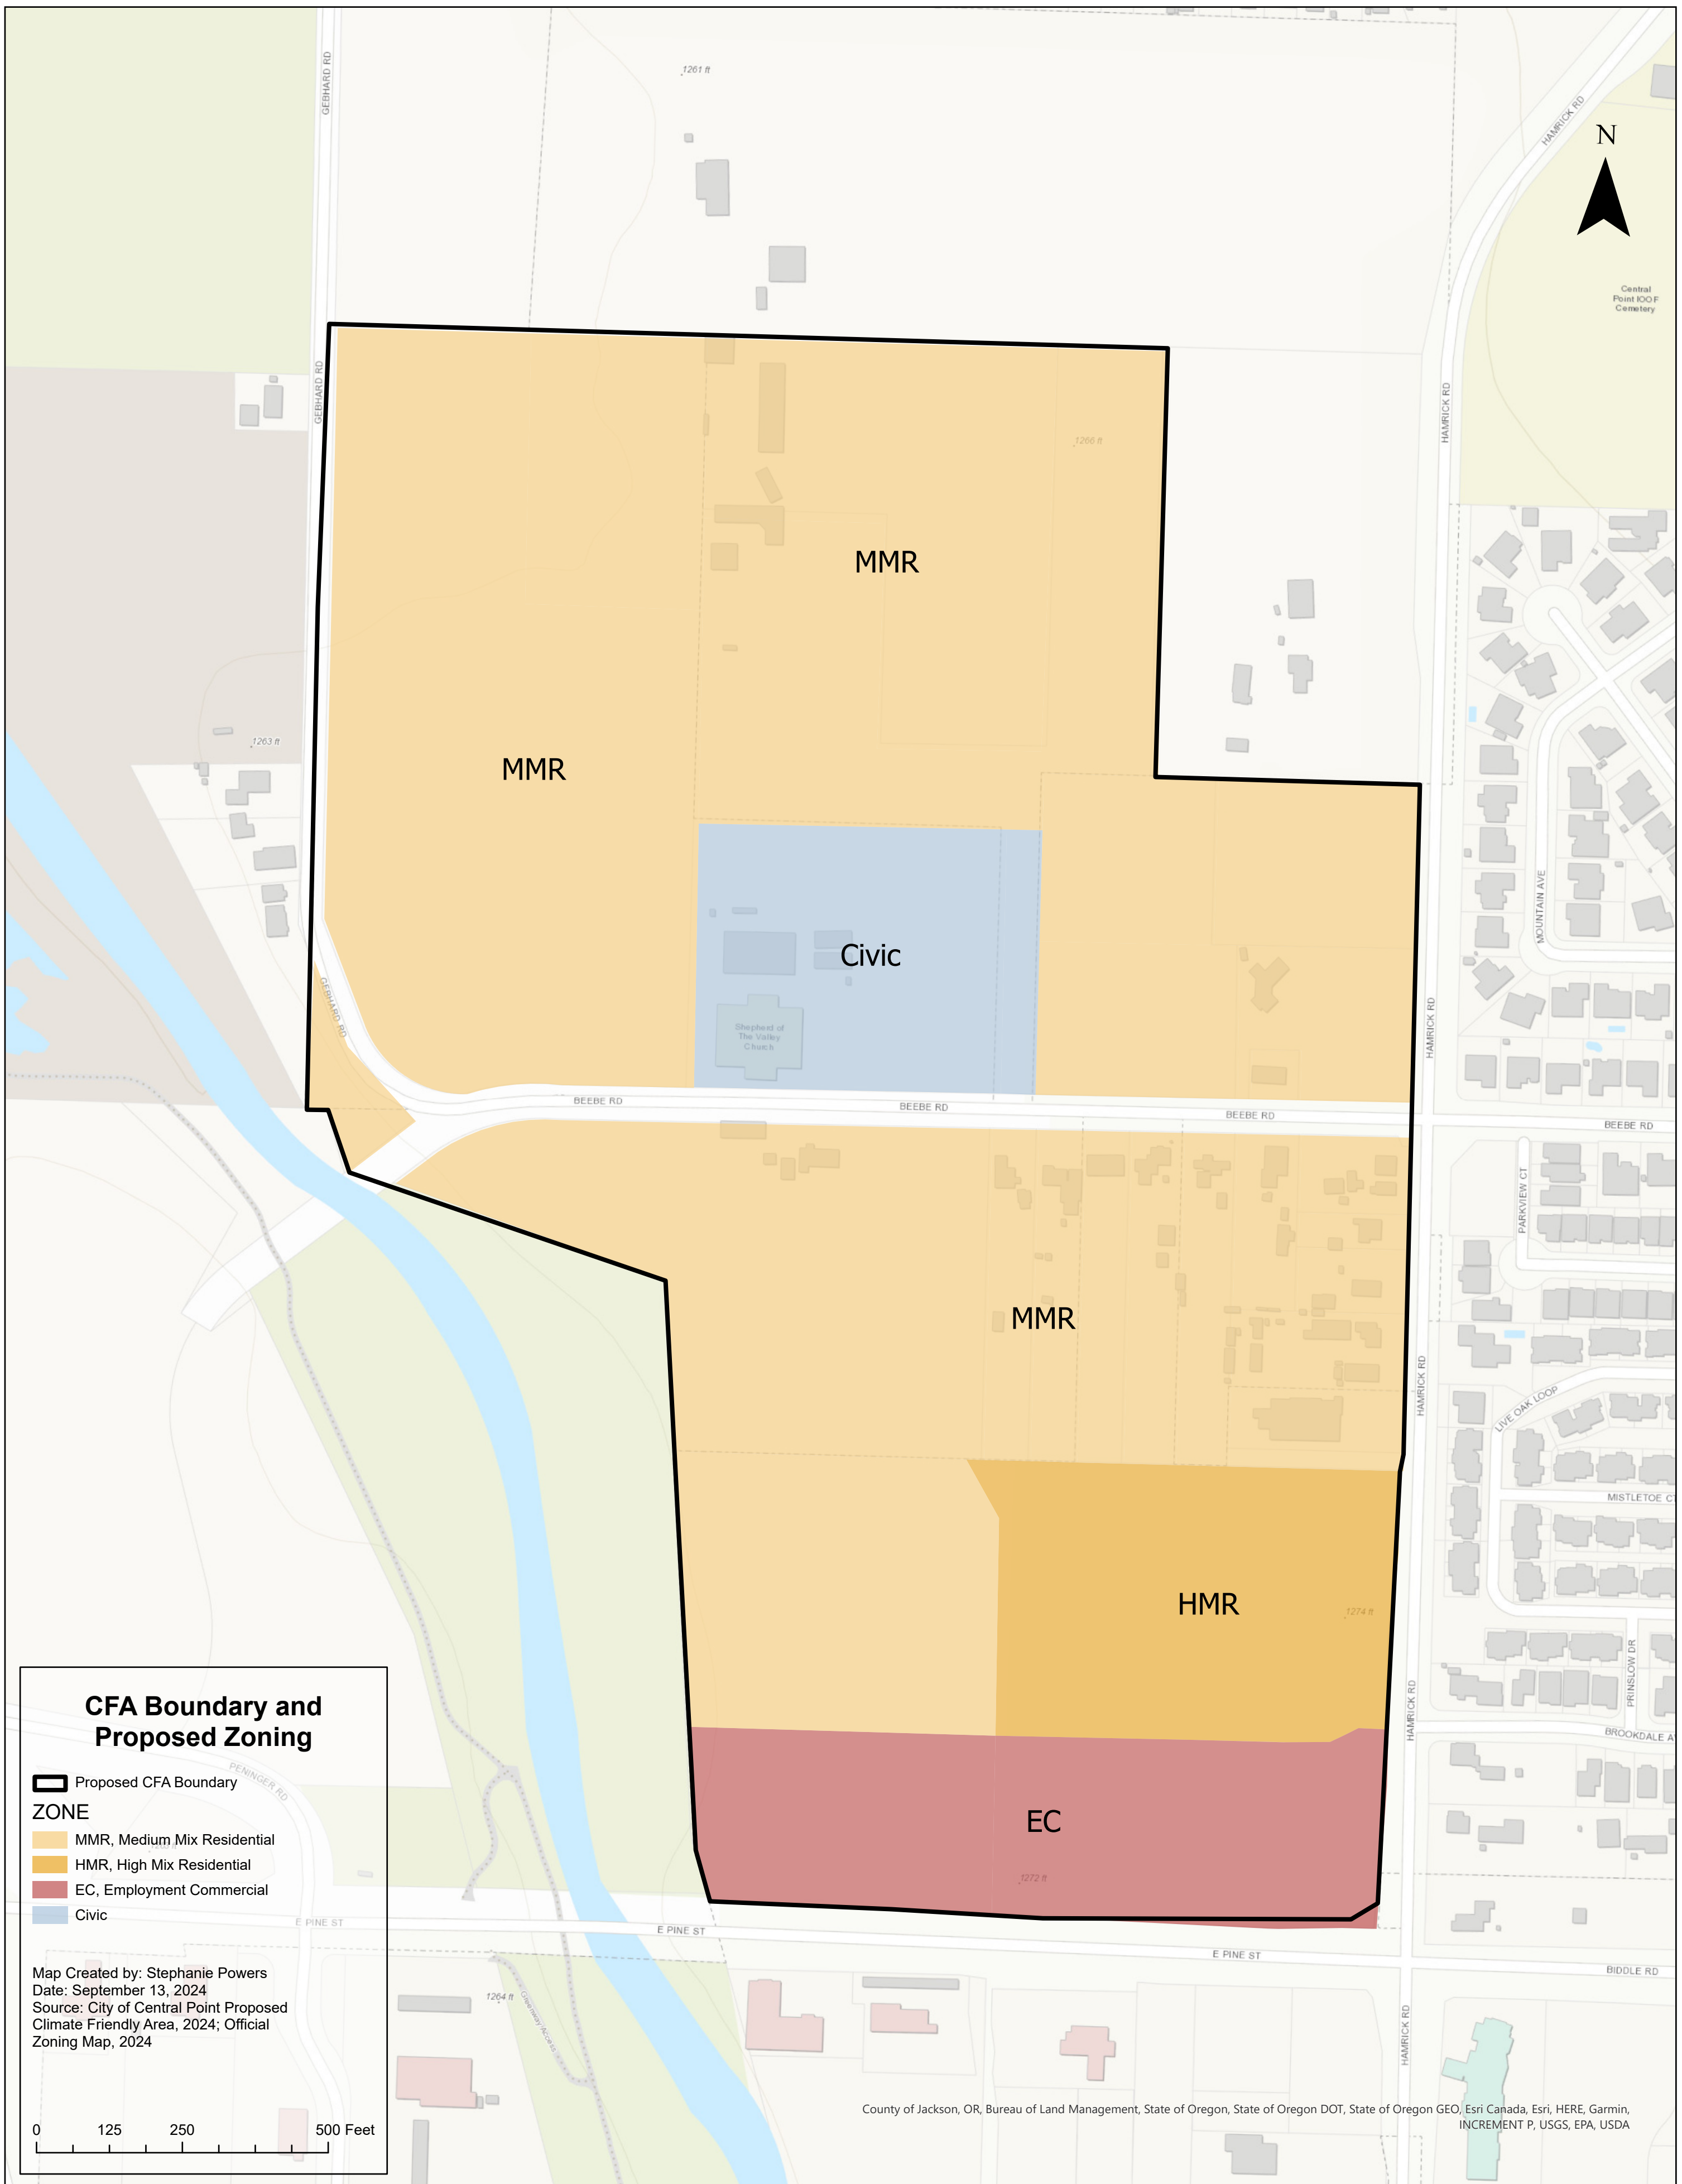 1261 ft
GEBHARD RD
HAMRICK RD
N
Central
Point IOOF
Cemetery
GEBHARD RD
HAMRICK RD
1266 ft
MMR
1263 ft
MMR
MOUNTAIN AVE
Civic
GEBHARD RD
Shepherd of
The Valley
Church
HAMRICK RD
BEEBE RD
BEEBE RD
BEEBE RD
BEEBE RD
PARKVIEW CT
MMR
HAMRICK RD
LIVE OAK LOOP
MISTLETOE CT
HMR
1274 ft
PRINSLOW DR
HAMRICK RD
BROOKDALE A
EC
1272 ft
E PINE ST
E PINE ST
E PINE ST
BIDDLE RD
1264 ft
Greenway Access
HAMRICK RD
PENINGER RD
CFA Boundary and
Proposed Zoning
Proposed CFA Boundary
ZONE
MMR, Medium Mix Residential
HMR, High Mix Residential
EC, Employment Commercial
Civic
Map Created by: Stephanie Powers
Date: September 13, 2024
Source: City of Central Point Proposed
Climate Friendly Area, 2024; Official
Zoning Map, 2024
0 125 250 500 Feet
County of Jackson, OR, Bureau of Land Management, State of Oregon, State of Oregon DOT, State of Oregon GEO, Esri Canada, Esri, HERE, Garmin,
INCREMENT P, USGS, EPA, USDA